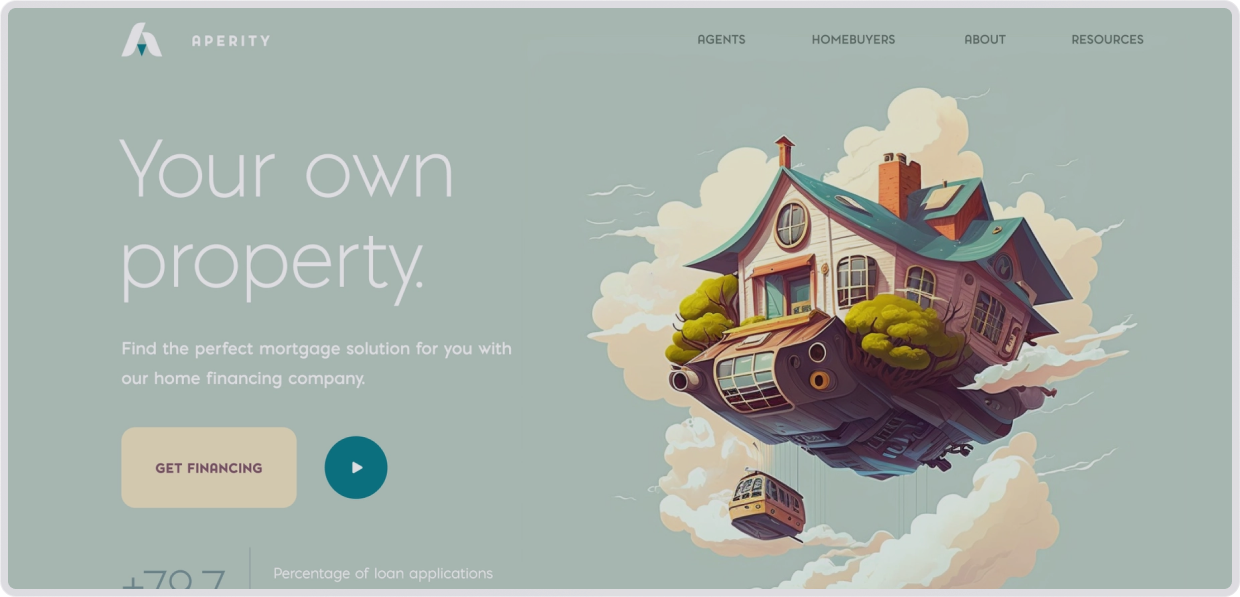 APERITY
AGENTS
HOMEBUYERS
ABOUT
RESOURCES
Your own
property.
Find the perfect mortgage solution for you with
our home financing company.
GET FINANCING
Percentage of loan applications